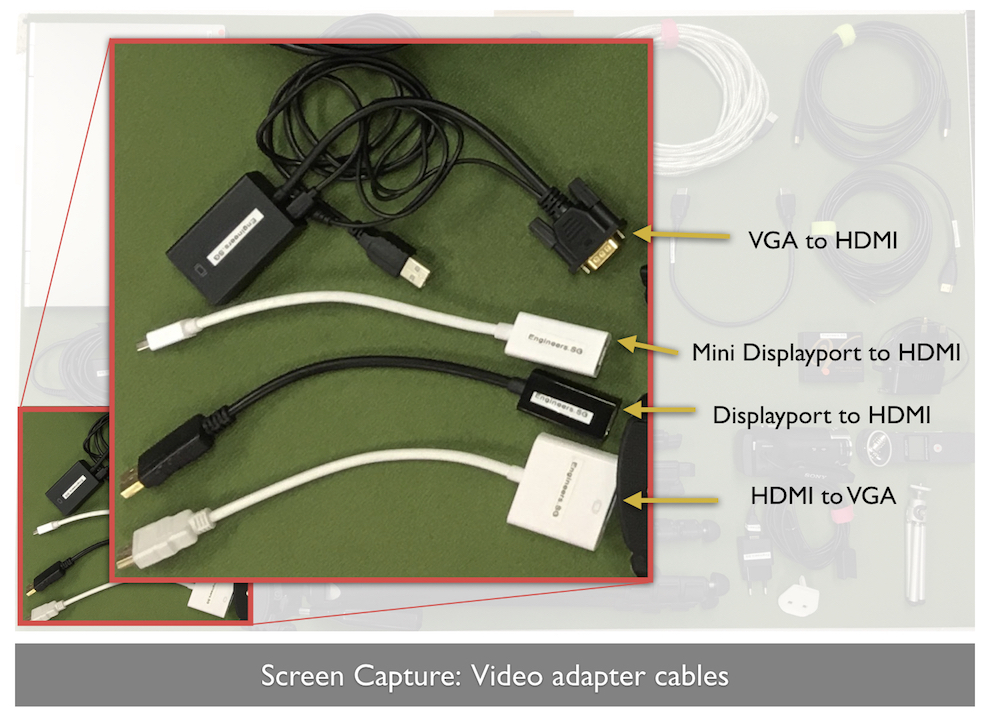 Engineers.SG
VGA to HDMI
Engineers.SG
Mini Displayport to HDMI
Engineers.SG
Displayport to HDMI
Engineers.SG
HDMI to VGA
SONY
Screen Capture: Video adapter cables